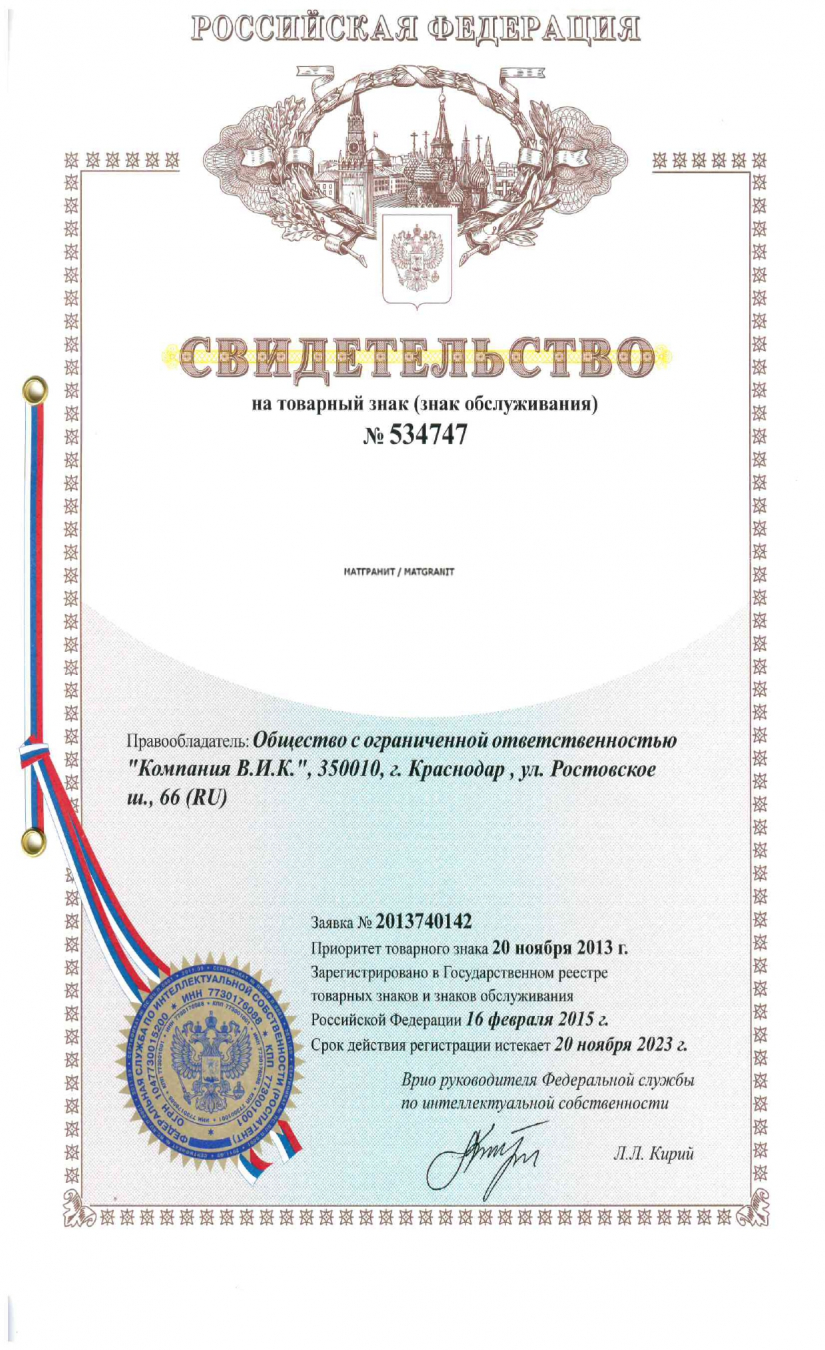 РОССИЙСКАЯ ФЕДЕРАЦИЯ
СВИДЕТЕЛЬСТВО
на товарный знак (знак обслуживания)
№ 534747
МАТГРАНИТ / MATGRANIT
Правообладатель: Общество с ограниченной ответственностью
"Компания В.И.К.", 350010, г. Краснодар , ул. Ростовское
ш., 66 (RU)
Заявка № 2013740142
Приоритет товарного знака 20 ноября 2013 г.
Зарегистрировано в Государственном реестре
товарных знаков и знаков обслуживания
Российской Федерации 16 февраля 2015 г.
Срок действия регистрации истекает 20 ноября 2023 г.
Врио руководителя Федеральной службы
по интеллектуальной собственности
Л.Л. Кирий
ФЕДЕРАЛЬНАЯ СЛУЖБА ПО ИНТЕЛЛЕКТУАЛЬНОЙ СОБСТВЕННОСТИ (РОСПАТЕНТ)
ОГРН 1047730015200 * ИНН 7730176088 * КПП 773001001